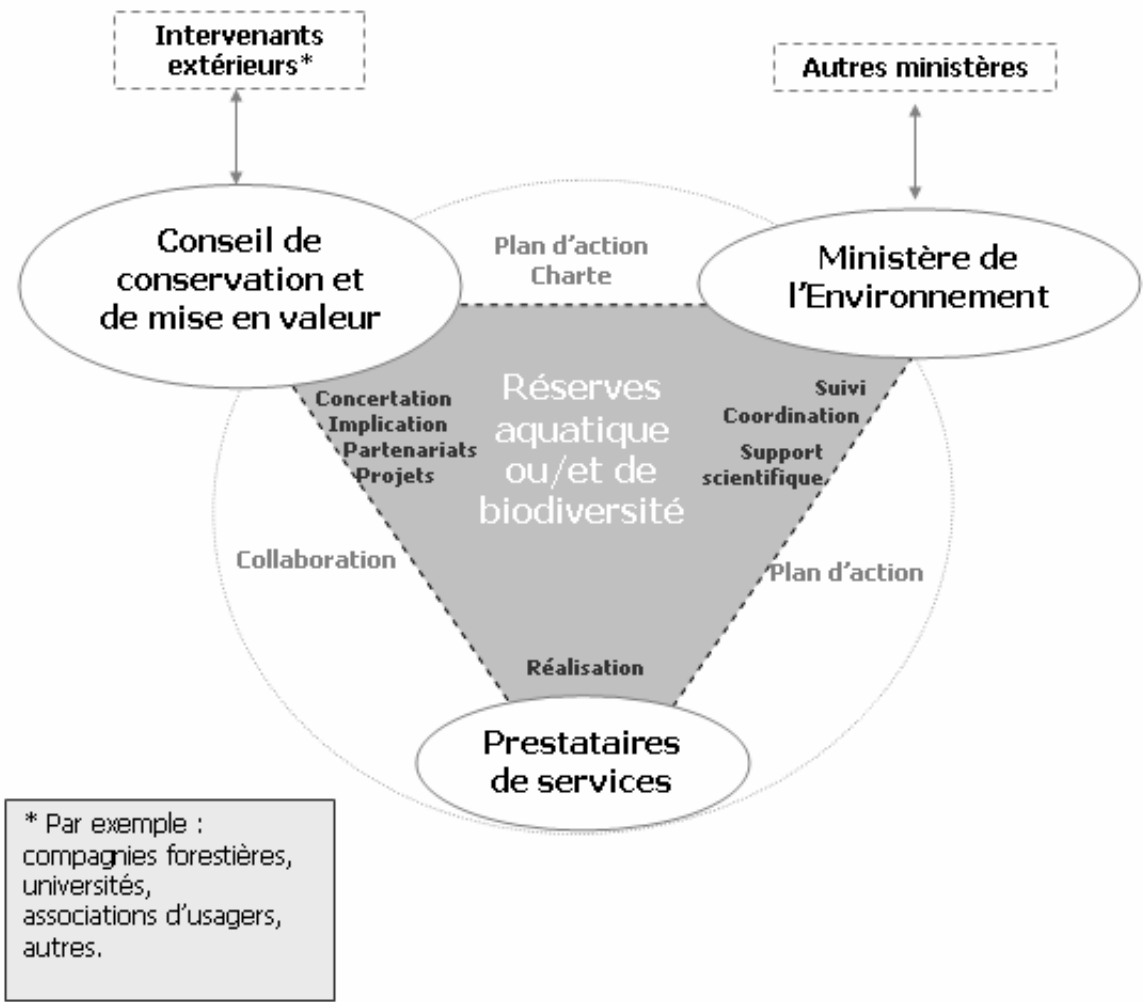 Intervenants
extérieurs*
Autres ministères
Conseil de
conservation et
de mise en valeur
Plan d'action
Charte
Ministère de
l'Environnement
Réserves
aquatique
ou/et de
biodiversité
Concertation
Implication
Partenariats
Projets
Suivi
Coordination
Support
scientifique
Collaboration
Plan d'action
Réalisation
Prestataires
de services
* Par exemple :
compagnies forestières,
universités,
associations d'usagers,
autres.